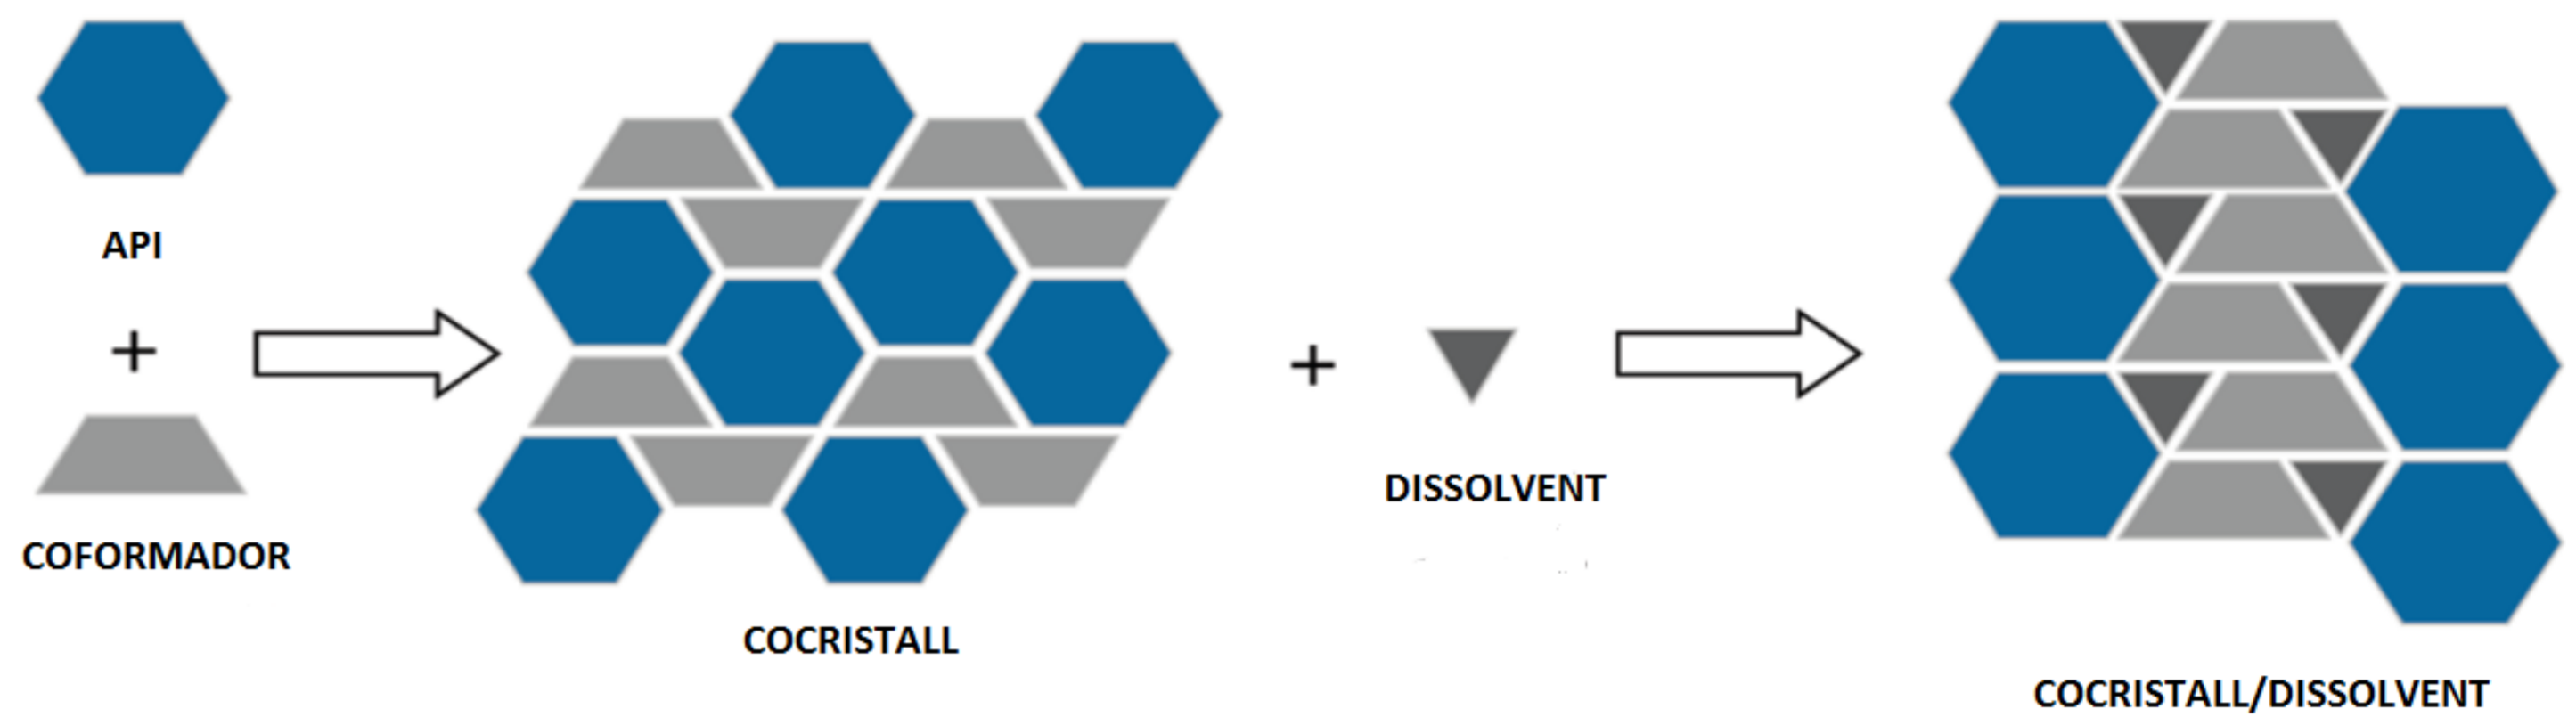 API
+
COFORMADOR
COCRISTALL
+
DISSOLVENT
COCRISTALL/DISSOLVENT